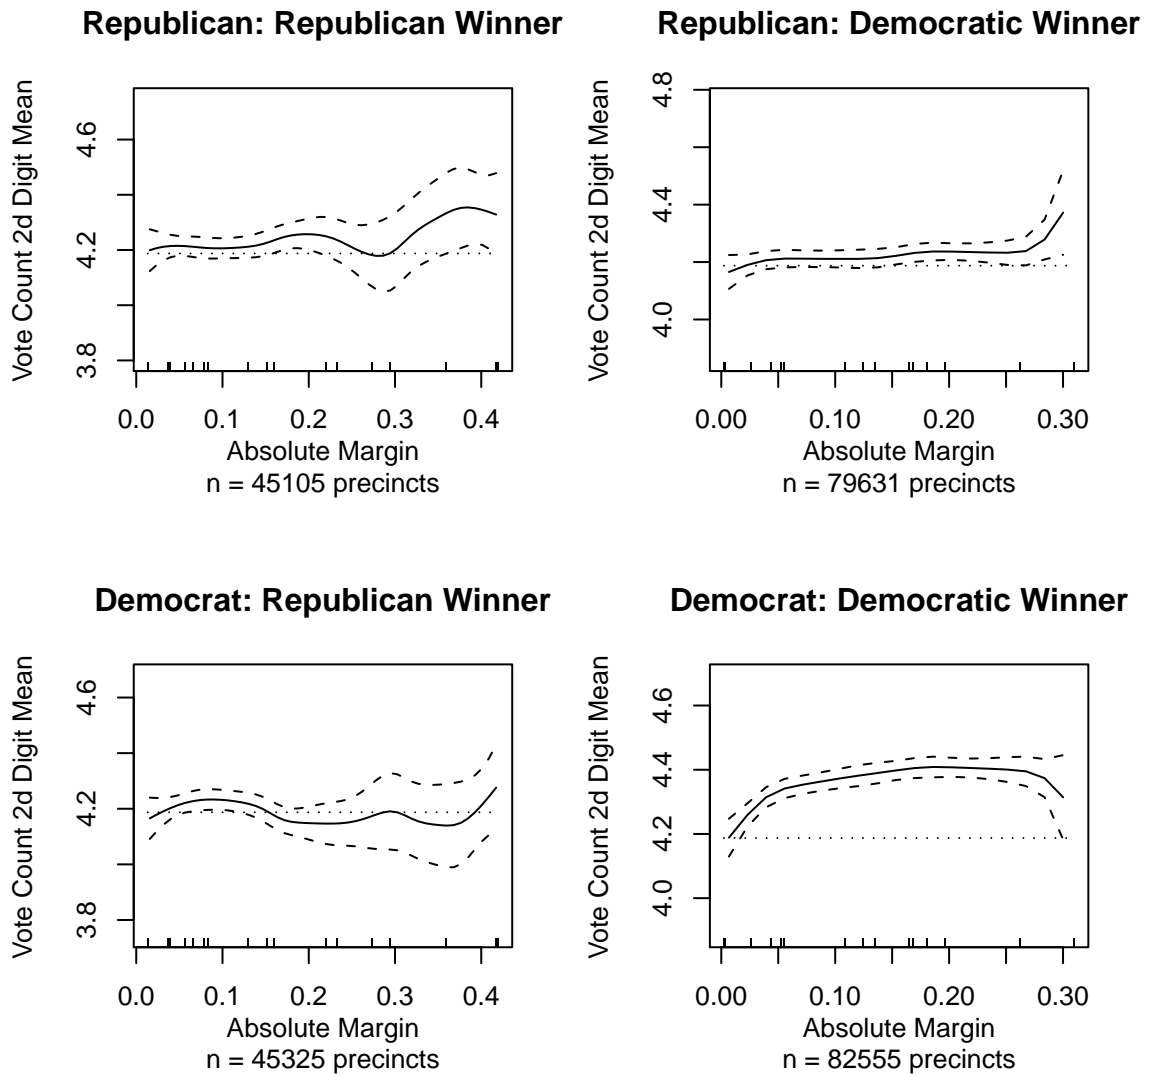 Republican: Republican Winner
Vote Count 2d Digit Mean
4.6
4.2
3.8
0.0 0.1 0.2 0.3 0.4
Absolute Margin
n = 45105 precincts
Republican: Democratic Winner
Vote Count 2d Digit Mean
4.8
4.4
4.0
0.00 0.10 0.20 0.30
Absolute Margin
n = 79631 precincts
Democrat: Republican Winner
Vote Count 2d Digit Mean
4.6
4.2
3.8
0.0 0.1 0.2 0.3 0.4
Absolute Margin
n = 45325 precincts
Democrat: Democratic Winner
Vote Count 2d Digit Mean
4.6
4.4
4.2
4.0
0.00 0.10 0.20 0.30
Absolute Margin
n = 82555 precincts